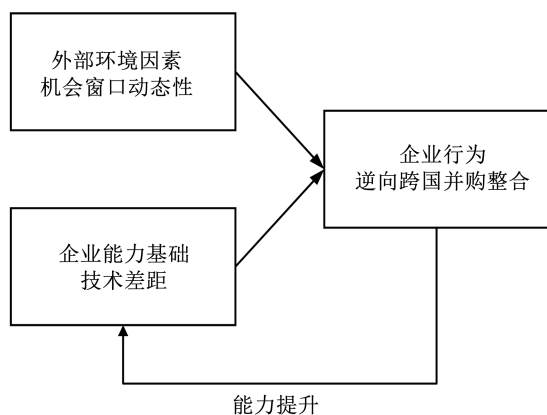 外部环境因素
机会窗口动态性
企业行为
逆向跨国并购整合
企业能力基础
技术差距
能力提升